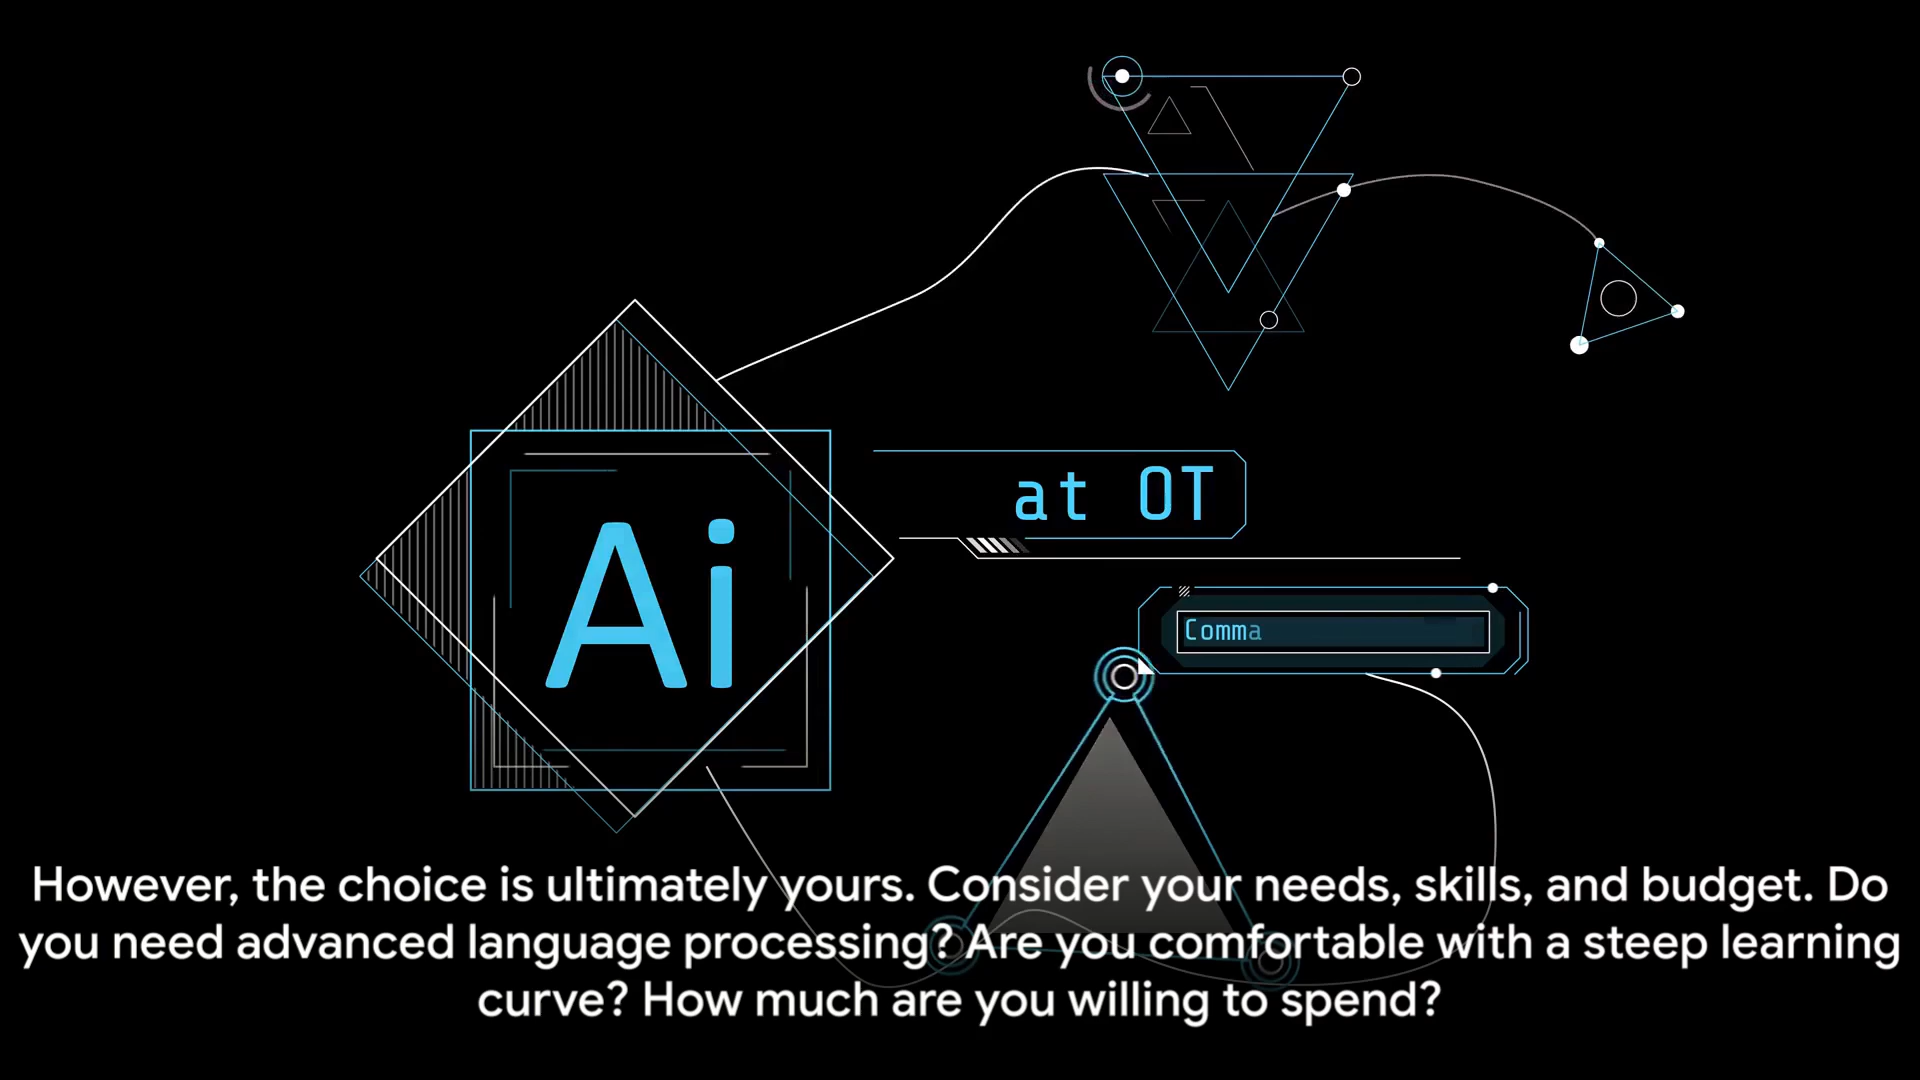 at OT
Ai
Comma
However, the choice is ultimately yours. Consider your needs, skills, and budget. Do
you need advanced language processing? Are you comfortable with a steep learning
curve? How much are you willing to spend?